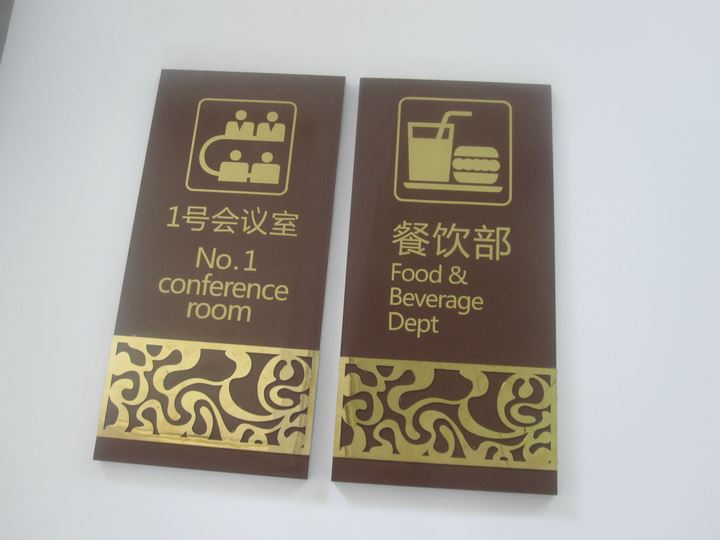 1号会议室
No.1
conference
room
餐饮部
Food &
Beverage
Dept